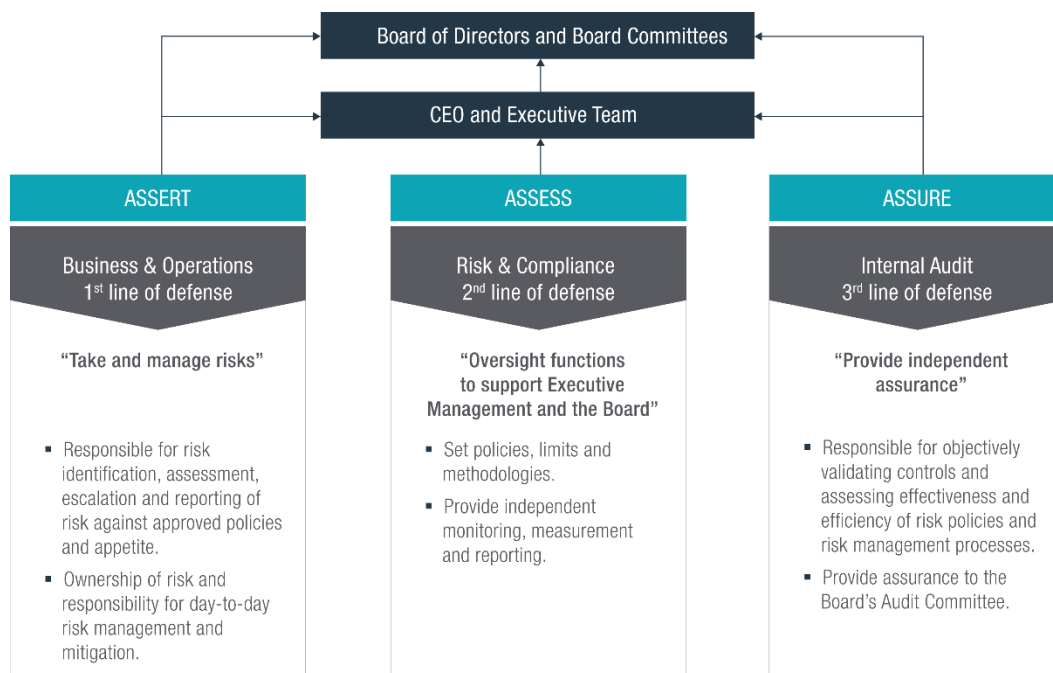 Board of Directors and Board Committees
CEO and Executive Team
ASSERT
Business & Operations
1st line of defense
“Take and manage risks”
▪ Responsible for risk
identification, assessment,
escalation and reporting of
risk against approved policies
and appetite.
▪ Ownership of risk and
responsibility for day-to-day
risk management and
mitigation.
ASSESS
Risk & Compliance
2nd line of defense
“Oversight functions
to support Executive
Management and the Board”
▪ Set policies, limits and
methodologies.
▪ Provide independent
monitoring, measurement
and reporting.
ASSURE
Internal Audit
3rd line of defense
“Provide independent
assurance”
▪ Responsible for objectively
validating controls and
assessing effectiveness and
efficiency of risk policies and
risk management processes.
▪ Provide assurance to the
Board’s Audit Committee.